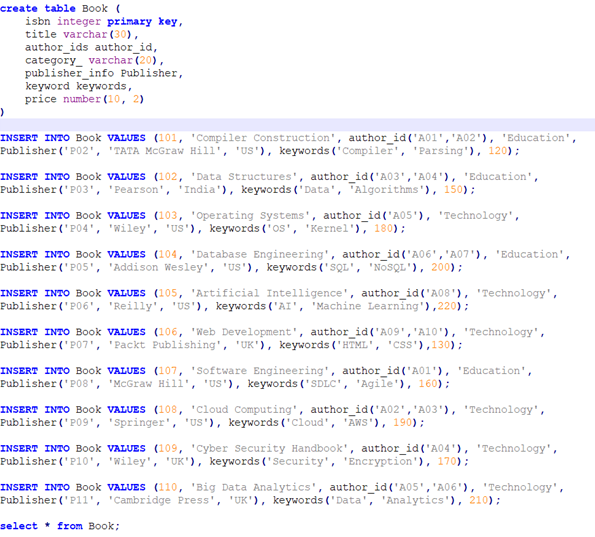 create table Book (
isbn integer primary key,
title varchar(30),
author_ids author_id,
category_ varchar(20),
publisher_info Publisher,
keyword keywords,
price number(10, 2)
)
INSERT INTO Book VALUES (101, 'Compiler Construction', author_id('A01','A02'), 'Education',
Publisher('P02', 'TATA McGraw Hill', 'US'), keywords('Compiler', 'Parsing'), 120);
INSERT INTO Book VALUES (102, 'Data Structures', author_id('A03','A04'), 'Education',
Publisher('P03', 'Pearson', 'India'), keywords('Data', 'Algorithms'), 150);
INSERT INTO Book VALUES (103, 'Operating Systems', author_id('A05'), 'Technology',
Publisher('P04', 'Wiley', 'US'), keywords('OS', 'Kernel'), 180);
INSERT INTO Book VALUES (104, 'Database Engineering', author_id('A06','A07'), 'Education',
Publisher('P05', 'Addison Wesley', 'US'), keywords('SQL', 'NoSQL'), 200);
INSERT INTO Book VALUES (105, 'Artificial Intelligence', author_id('A08'), 'Technology',
Publisher('P06', 'Reilly', 'US'), keywords('AI', 'Machine Learning'),220);
INSERT INTO Book VALUES (106, 'Web Development', author_id('A09','A10'), 'Technology',
Publisher('P07', 'Packt Publishing', 'UK'), keywords('HTML', 'CSS'),130);
INSERT INTO Book VALUES (107, 'Software Engineering', author_id('A01'), 'Education',
Publisher('P08', 'McGraw Hill', 'US'), keywords('SDLC', 'Agile'), 160);
INSERT INTO Book VALUES (108, 'Cloud Computing', author_id('A02','A03'), 'Technology',
Publisher('P09', 'Springer', 'US'), keywords('Cloud', 'AWS'), 190);
INSERT INTO Book VALUES (109, 'Cyber Security Handbook', author_id('A04'), 'Technology',
Publisher('P10', 'Wiley', 'UK'), keywords('Security', 'Encryption'), 170);
INSERT INTO Book VALUES (110, 'Big Data Analytics', author_id('A05','A06'), 'Technology',
Publisher('P11', 'Cambridge Press', 'UK'), keywords('Data', 'Analytics'), 210);
select * from Book;